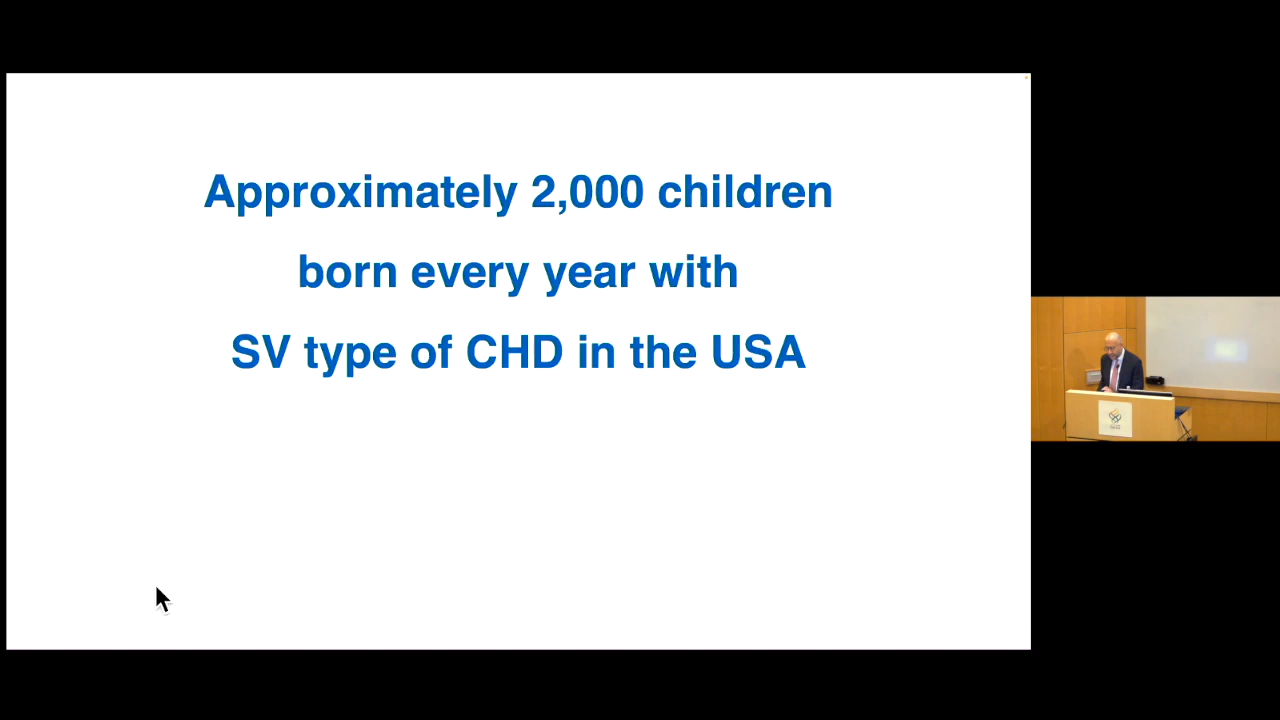 Approximately 2,000 children
born every year with
SV type of CHD in the USA